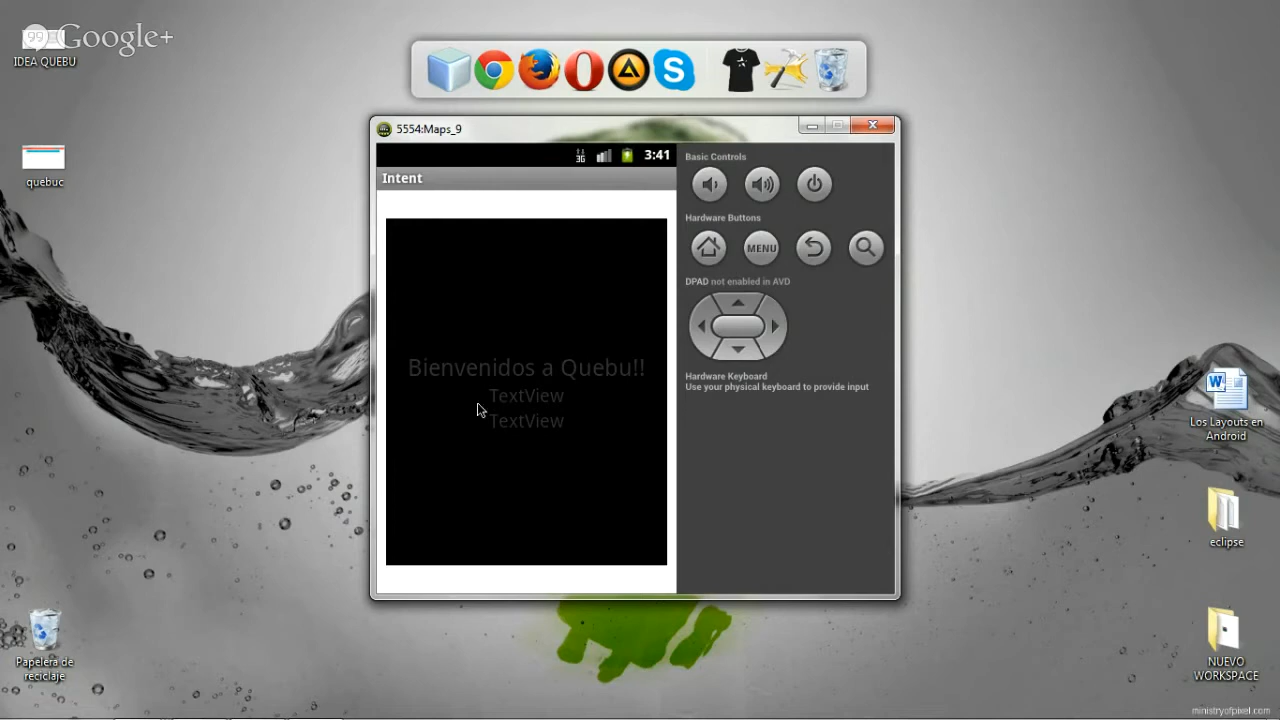 Google+
IDEA QUEBU
quebuc
5554:Maps_9
3G
3:41
Intent
Bienvenidos a Quebu!!
TextView
TextView
Basic Controls
Hardware Buttons
MENU
DPAD not enabled in AVD
Hardware Keyboard
Use your physical keyboard to provide input
Los Layouts en
Android
eclipse
NUEVO
WORKSPACE
Papelera de
reciclaje
ministryofpixel.com